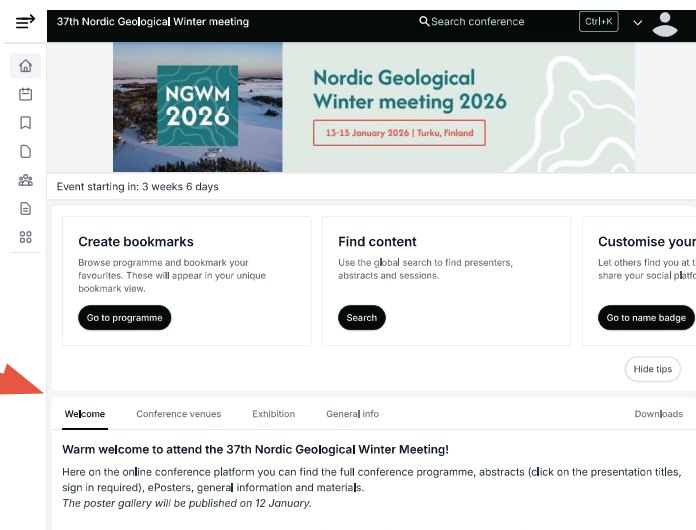 37th Nordic Geological Winter meeting
Search conference
Ctrl+K
NGWM
2026
Nordic Geological
Winter meeting 2026
13-15 January 2026 | Turku, Finland
Event starting in: 3 weeks 6 days
Create bookmarks
Browse programme and bookmark your
favourites. These will appear in your unique
bookmark view.
Go to programme
Find content
Use the global search to find presenters,
abstracts and sessions.
Search
Customise your
Let others find you at t
share your social platfo
Go to name badge
Hide tips
Welcome
Conference venues
Exhibition
General info
Downloads
Warm welcome to attend the 37th Nordic Geological Winter Meeting!
Here on the online conference platform you can find the full conference programme, abstracts (click on the presentation titles,
sign in required), ePosters, general information and materials.
The poster gallery will be published on 12 January.